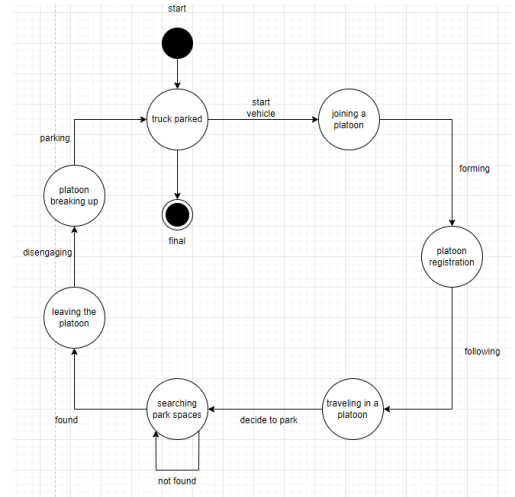 start
truck parked
start
vehicle
joining a
platoon
parking
forming
platoon
breaking up
final
platoon
registration
disengaging
leaving the
platoon
following
searching
park spaces
traveling in a
platoon
found
decide to park
not found